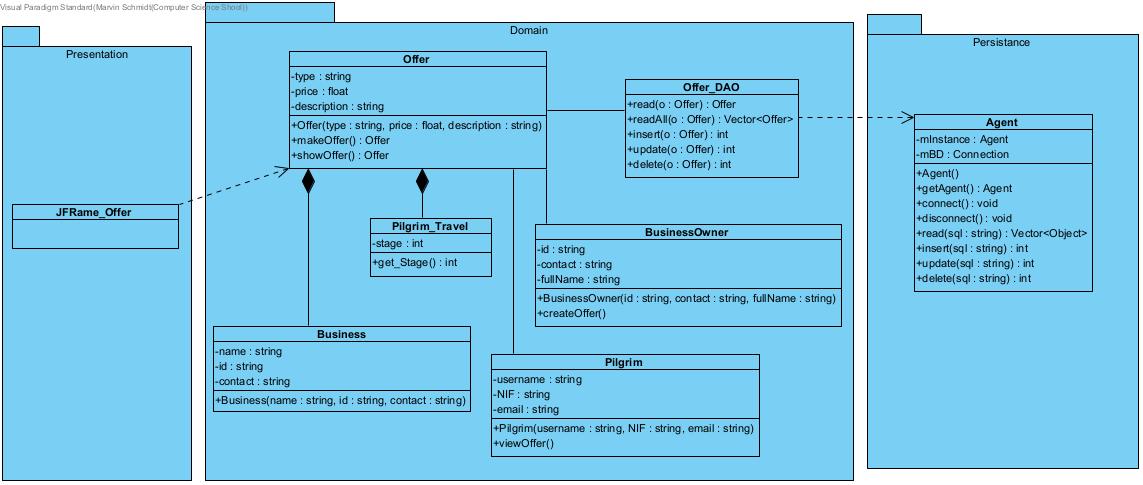 Visual Paradigm Standard(Marvin Schmidt(Computer Science Shool))
Presentation
JFRame_Offer
Domain
Offer
-type : string
-price : float
-description : string
+Offer(type : string, price : float, description : string)
+makeOffer() : Offer
+showOffer() : Offer
Offer_DAO
+read(o : Offer) : Offer
+readAll(o : Offer) : Vector<Offer>
+insert(o : Offer) : int
+update(o : Offer) : int
+delete(o : Offer) : int
Pilgrim_Travel
-stage : int
+get_Stage() : int
BusinessOwner
-id : string
-contact : string
-fullName : string
+BusinessOwner(id : string, contact : string, fullName : string)
+createOffer()
Business
-name : string
-id : string
-contact : string
+Business(name : string, id : string, contact : string)
Pilgrim
-username : string
-NIF : string
-email : string
+Pilgrim(username : string, NIF : string, email : string)
+viewOffer()
Persistance
Agent
-mInstance : Agent
-mBD : Connection
+Agent()
+getAgent() : Agent
+connect() : void
+disconnect() : void
+read(sql : string) : Vector<Object>
+insert(sql : string) : int
+update(sql : string) : int
+delete(sql : string) : int